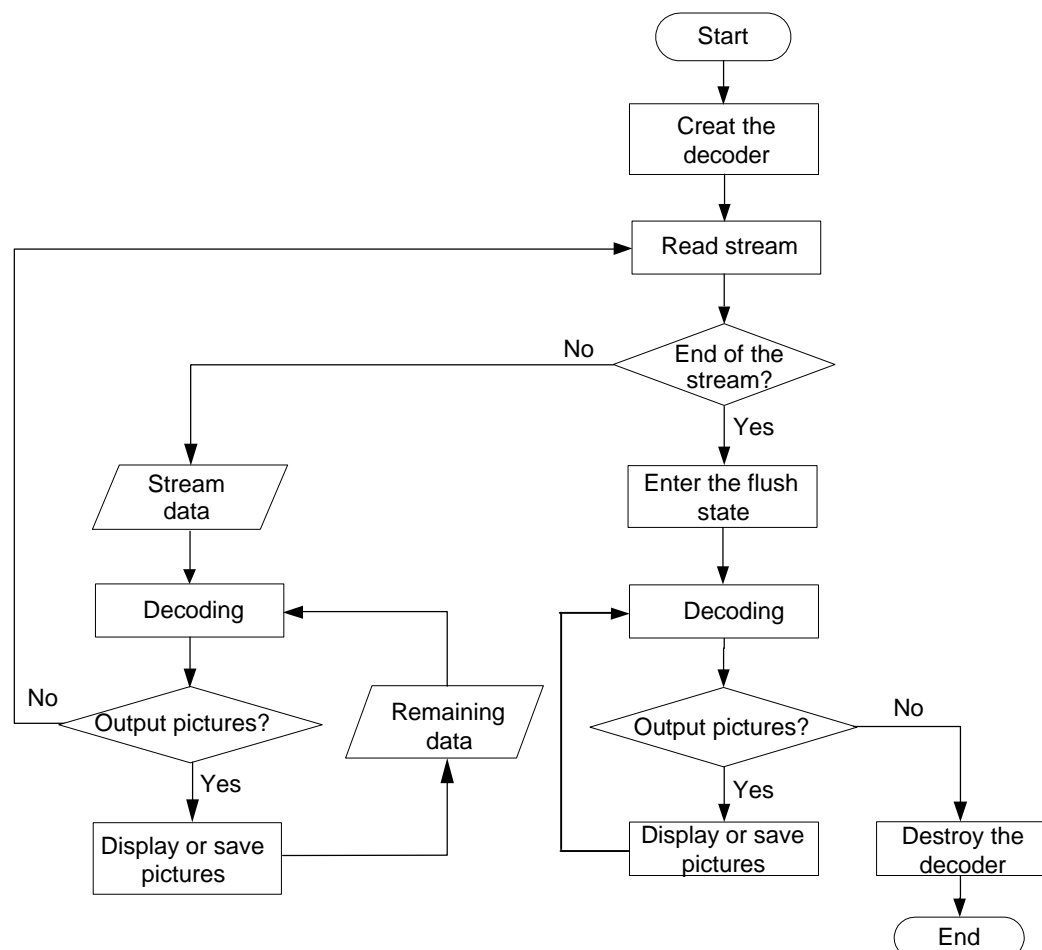 Start
Creat the
decoder
Read stream
No
End of the
stream?
Yes
Stream
data
Enter the flush
state
Decoding
Decoding
No
Output pictures?
Remaining
data
Output pictures?
No
Yes
Yes
Display or save
pictures
Display or save
pictures
Destroy the
decoder
End